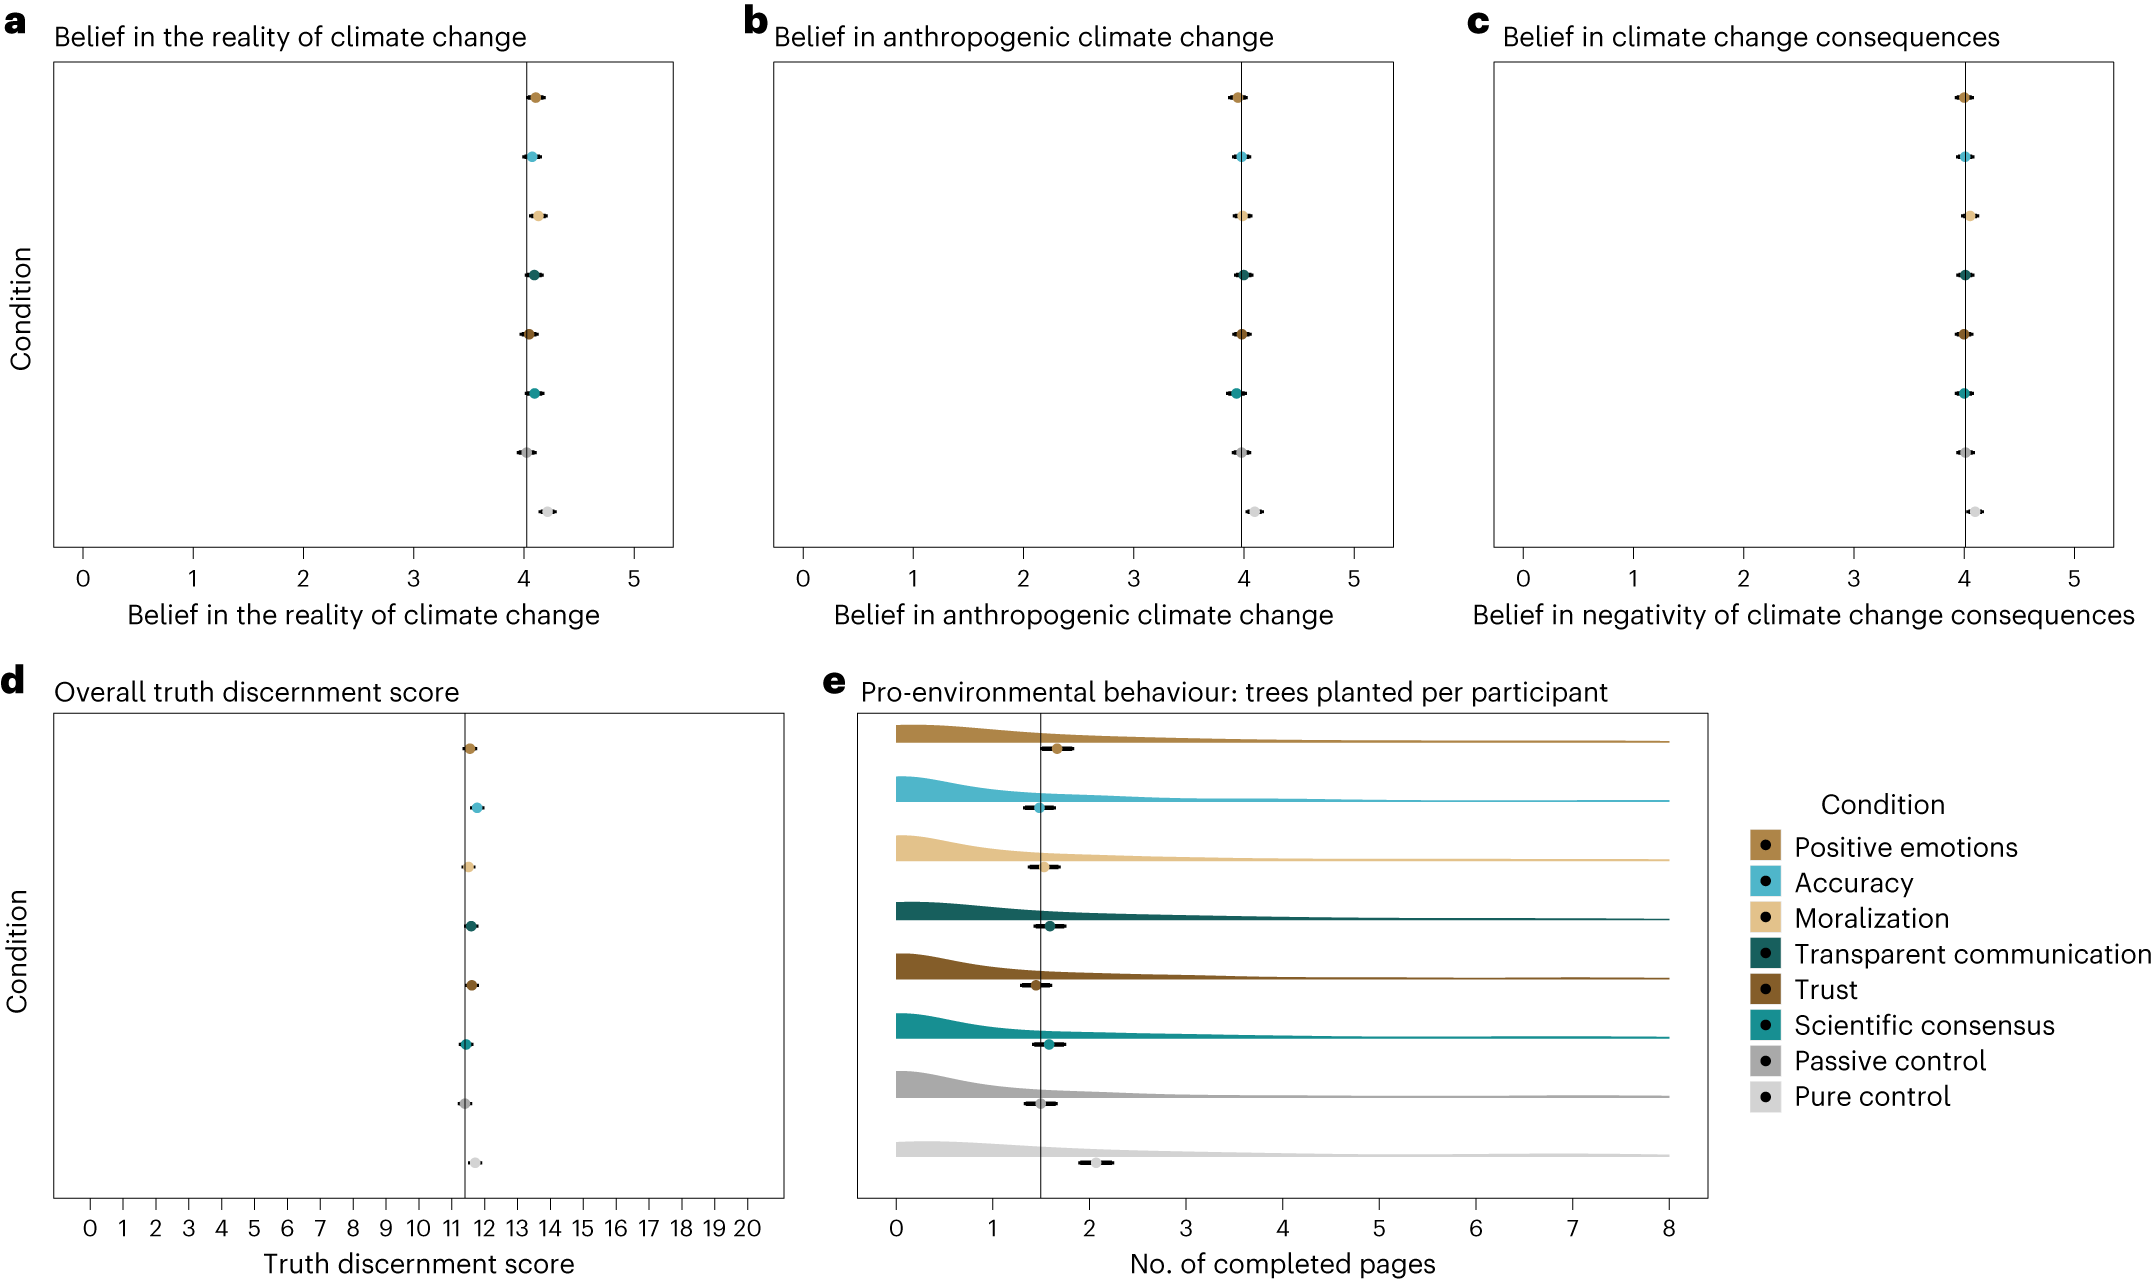 a
Belief in the reality of climate change
Condition
0 1 2 3 4 5
Belief in the reality of climate change
b
Belief in anthropogenic climate change
0 1 2 3 4 5
Belief in anthropogenic climate change
c
Belief in climate change consequences
0 1 2 3 4 5
Belief in negativity of climate change consequences
d
Overall truth discernment score
Condition
0 1 2 3 4 5 6 7 8 9 10 11 12 13 14 15 16 17 18 19 20
Truth discernment score
e
Pro-environmental behaviour: trees planted per participant
0 1 2 3 4 5 6 7 8
No. of completed pages
Condition
Positive emotions
Accuracy
Moralization
Transparent communication
Trust
Scientific consensus
Passive control
Pure control